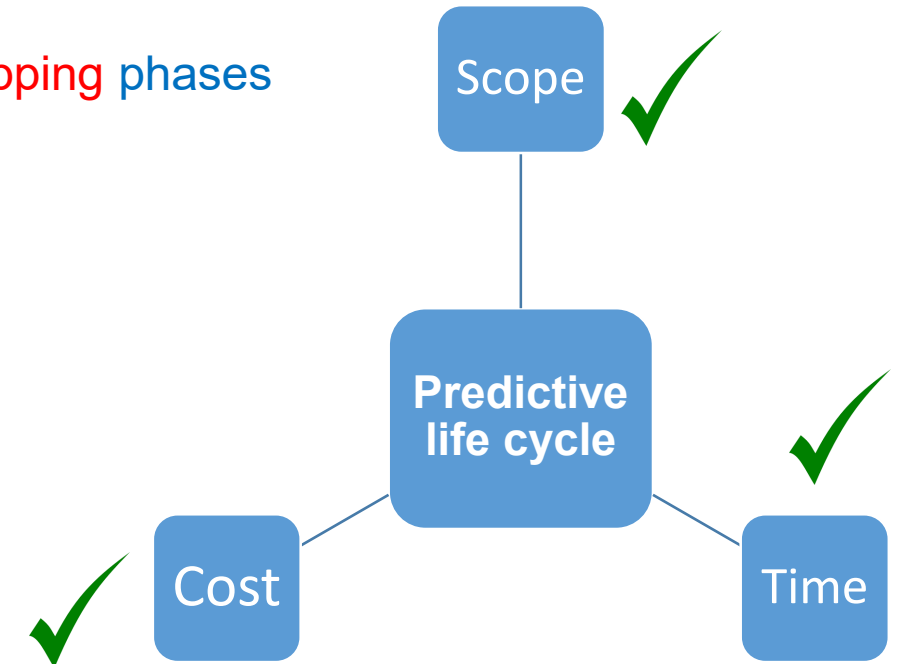 pping phases
Scope
Predictive
life cycle
Cost
Time